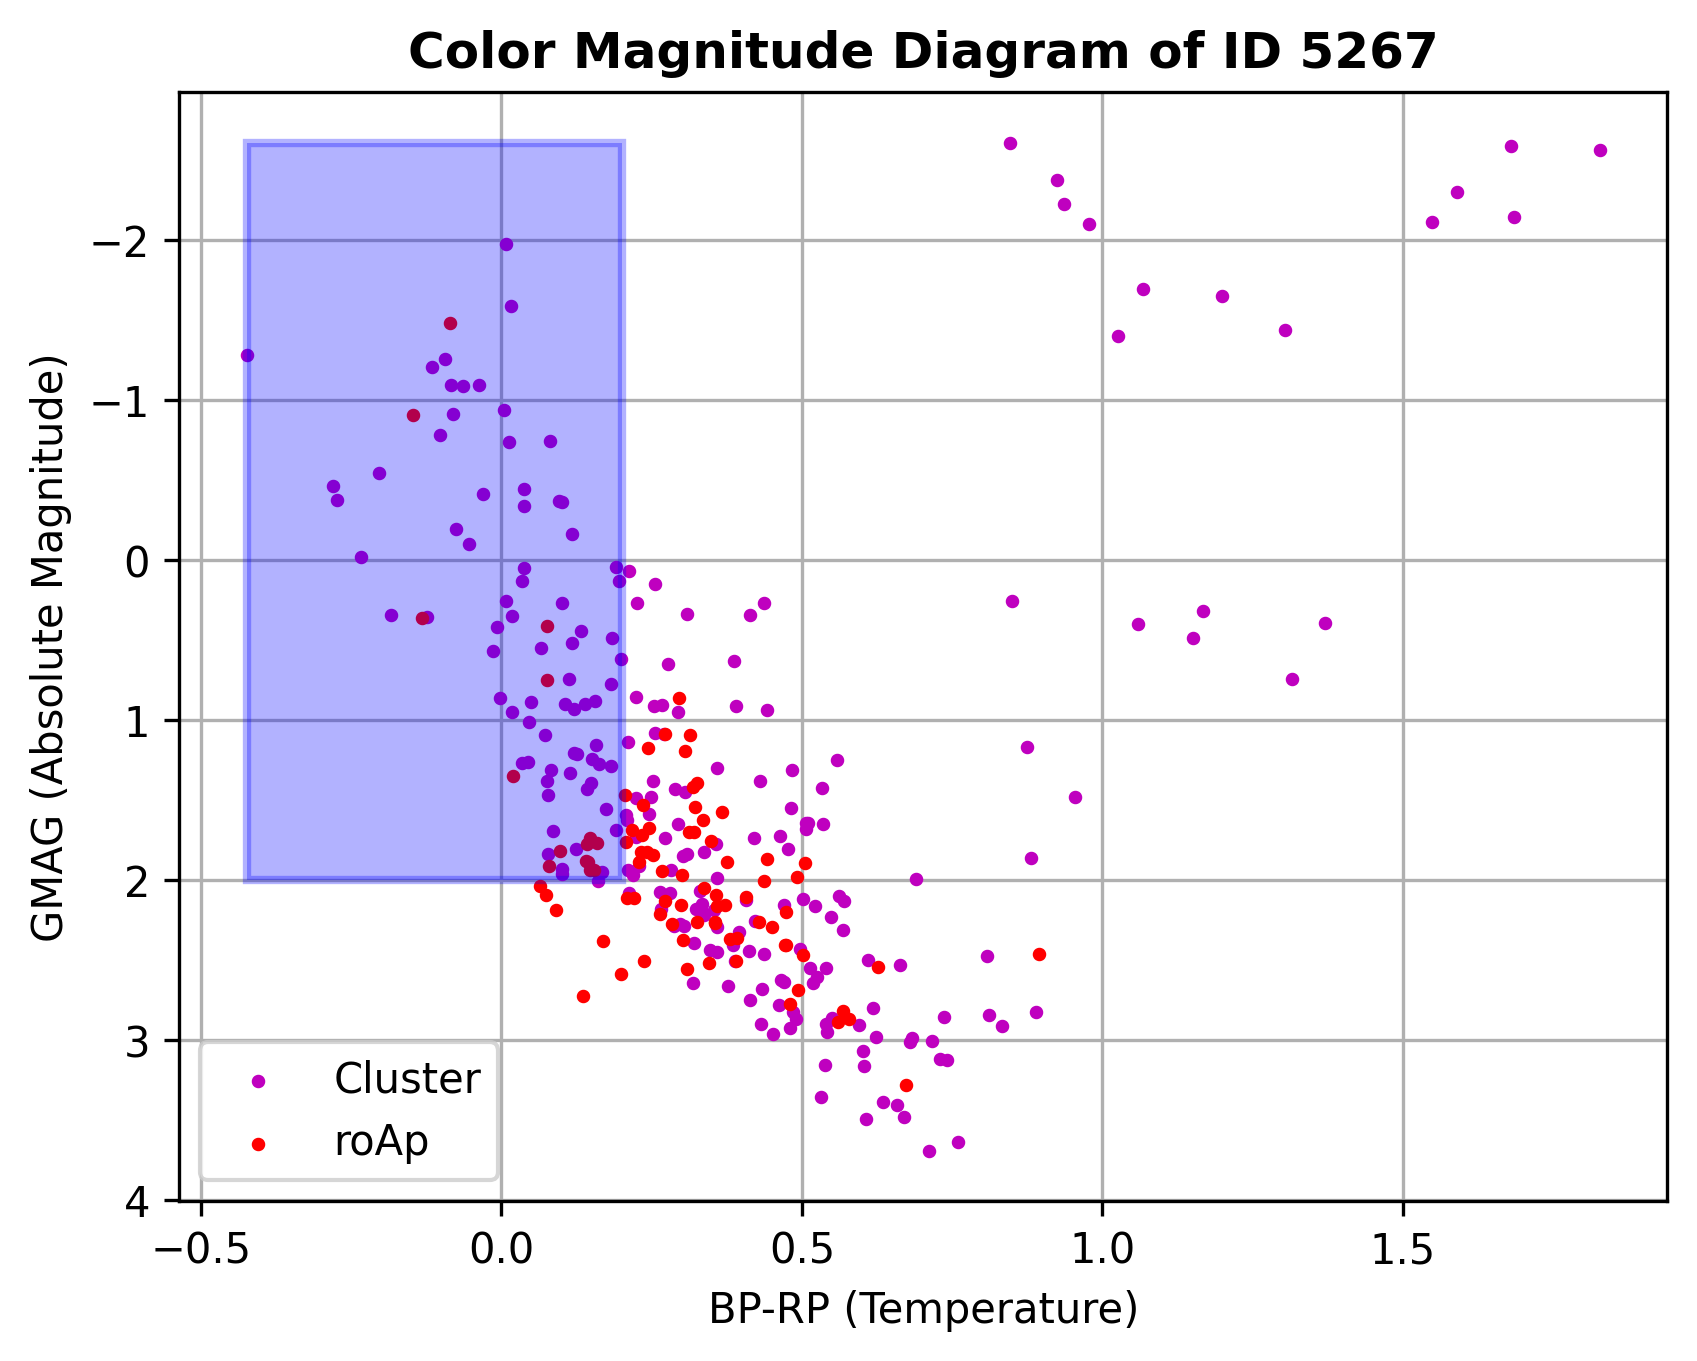 Color Magnitude Diagram of ID 5267
GMAG (Absolute Magnitude)
−2
−1
0
1
2
3
4
Cluster
roAp
−0.5 0.0 0.5 1.0 1.5
BP-RP (Temperature)